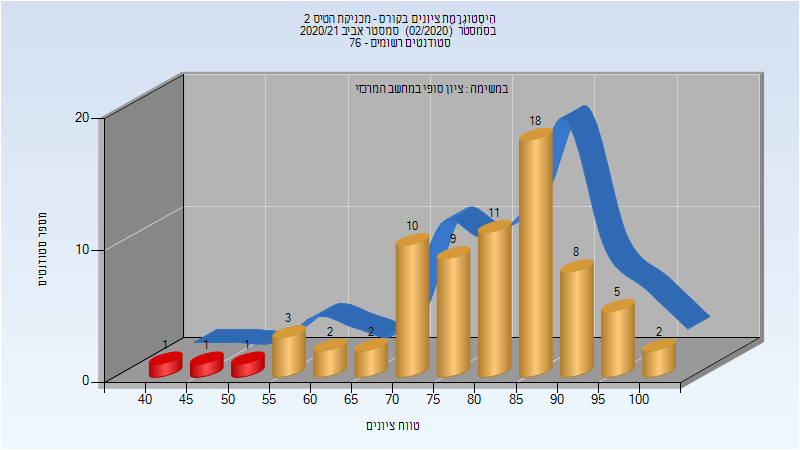 היסטוגרמת ציונים בקורס - מכניקת הטיס 2
בסמסטר (02/2020) סמסטר אביב 2020/21
סטודנטים רשומים - 76
במשימה : ציון סופי במחשב המרכזי
מספר סטודנטים
20
10
0
1
1
1
3
2
2
10
9
11
18
8
5
2
40 45 50 55 60 65 70 75 80 85 90 95 100
טווח ציונים